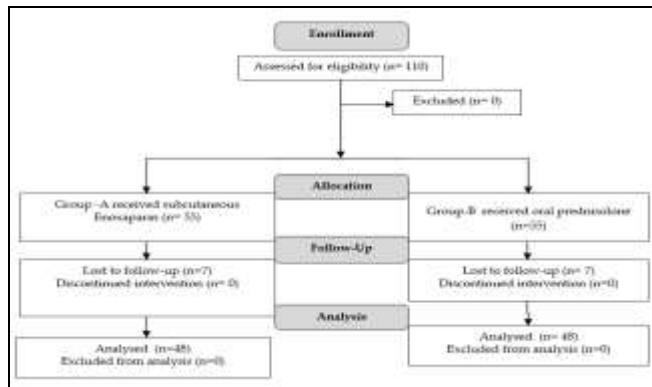 Enrollment
Assessed for eligibility (n= 110)
Excluded (n= 0)
Allocation
Group -A received subcutaneous
Enoxaparin (n= 55)
Group-B received oral prednisolone
(n=55)
Follow-Up
Lost to follow-up (n=7)
Discontinued intervention (n= 0)
Lost to follow-up (n= 7)
Discontinued intervention (n=0)
Analysis
Analysed (n=48)
Excluded from analysis (n=0)
Analysed (n= 48)
Excluded from analysis (n=0)